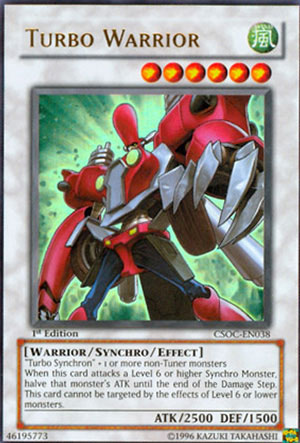 TURBO WARRIOR
風
1st Edition
CSOC-EN038
[WARRIOR/SYNCHRO/EFFECT]
"Turbo Synchron" + 1 or more non-Tuner monsters
When this card attacks a Level 6 or higher Synchro Monster,
halve that monster's ATK until the end of the Damage Step.
This card cannot be targeted by the effects of Level 6 or lower
monsters.
ATK/2500 DEF/1500
46195773
©1996 KAZUKI TAKAHASHI